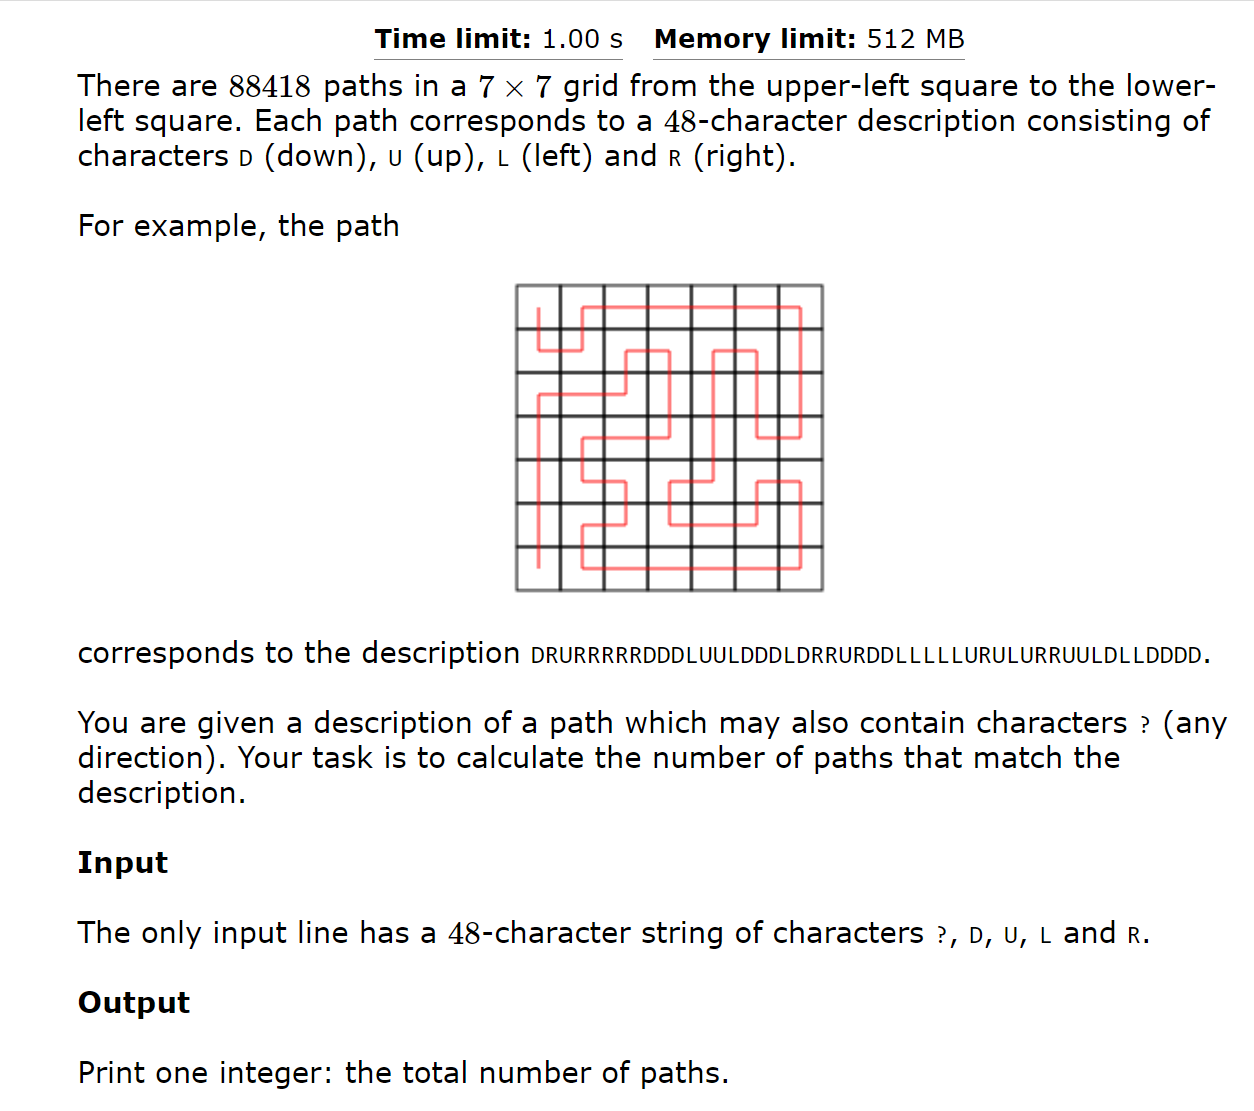 Time limit: 1.00 s Memory limit: 512 MB
There are 88418 paths in a 7 × 7 grid from the upper-left square to the lower-
left square. Each path corresponds to a 48-character description consisting of
characters D (down), U (up), L (left) and R (right).
For example, the path
corresponds to the description DRURRRRRDDDLUULDDDLDRRURDDLLLLLURULURRUULDLLDDDD.
You are given a description of a path which may also contain characters ? (any
direction). Your task is to calculate the number of paths that match the
description.
Input
The only input line has a 48-character string of characters ?, D, U, L and R.
Output
Print one integer: the total number of paths.